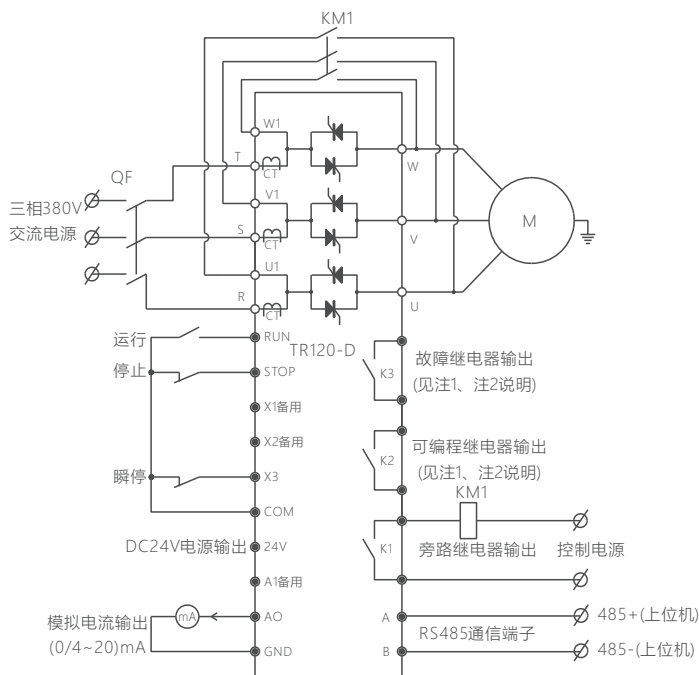 KM1
W1
T
CT
W
QF
三相380V
交流电源
V1
S
CT
V
M
U1
R
CT
U
运行
RUN
TR120-D
停止
STOP
K3
故障继电器输出
(见注1、注2说明)
X1备用
X2备用
K2
可编程继电器输出
(见注1、注2说明)
瞬停
X3
KM1
COM
DC24V电源输出
24V
K1
旁路继电器输出
控制电源
A1备用
模拟电流输出
(0/4~20)mA
mA
AO
A
485+(上位机)
RS485通信端子
GND
B
485-(上位机)